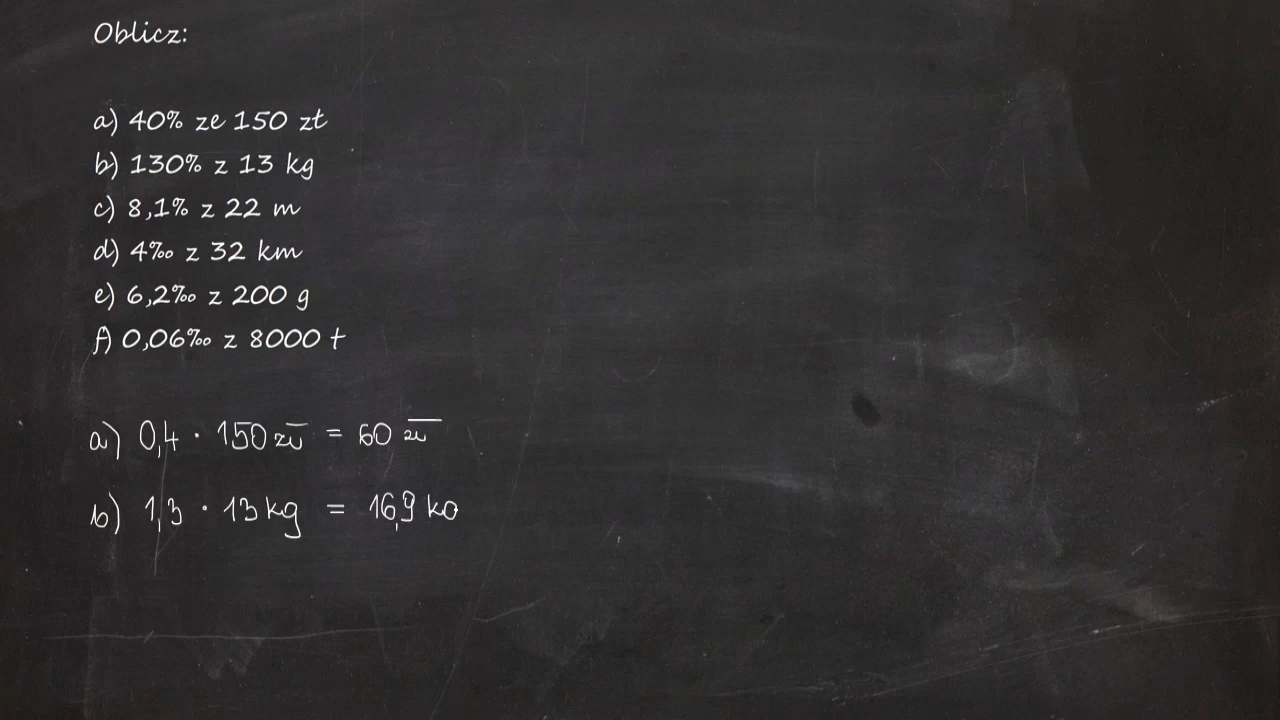 Oblicz:
a) 40% ze 150 zł
b) 130% z 13 kg
c) 8,1% z 22 m
d) 4‰ z 32 km
e) 6,2‰ z 200 g
f) 0,06‰ z 8000 t
a) 0,4 · 150 zł = 60 zł
b) 1,3 · 13 kg = 16,9 kg